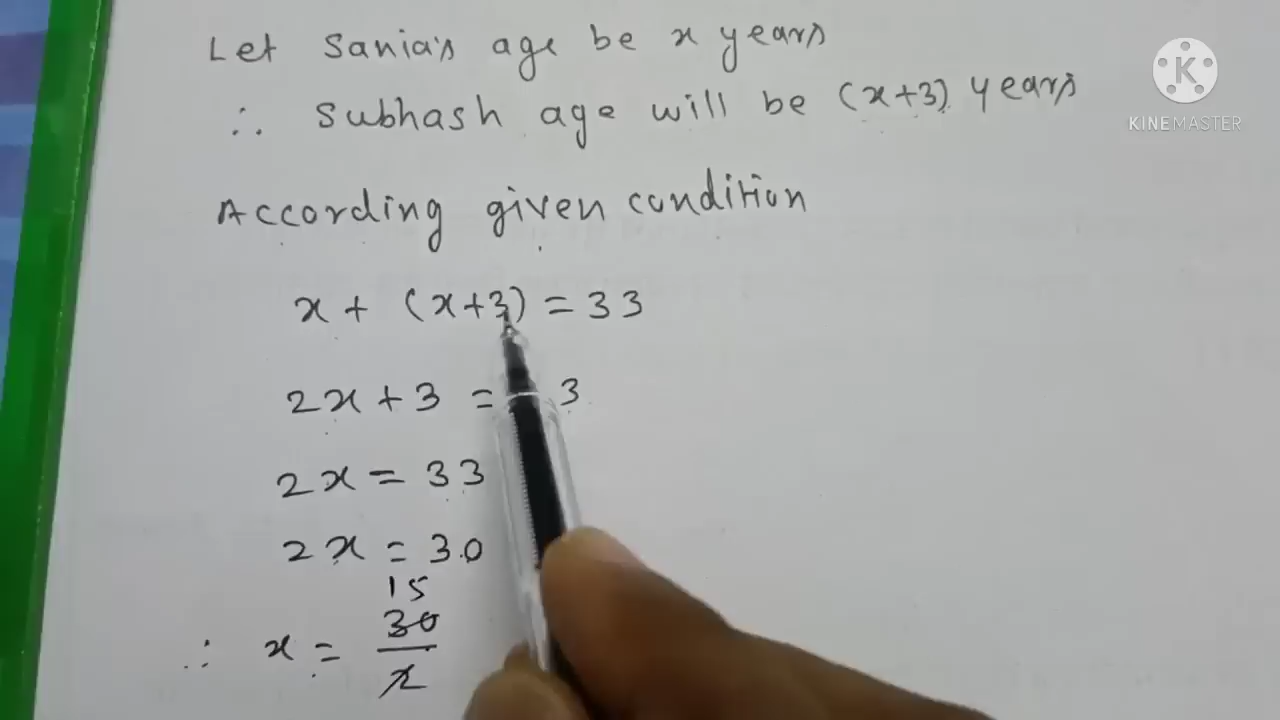 Let Sania's age be x years
∴ Subhash age will be (x+3) years
K
KINEMASTER
According given condition
x + (x+3) = 33
2x + 3 = 3
2x = 33
2x = 30
15
∴ x = 30/2